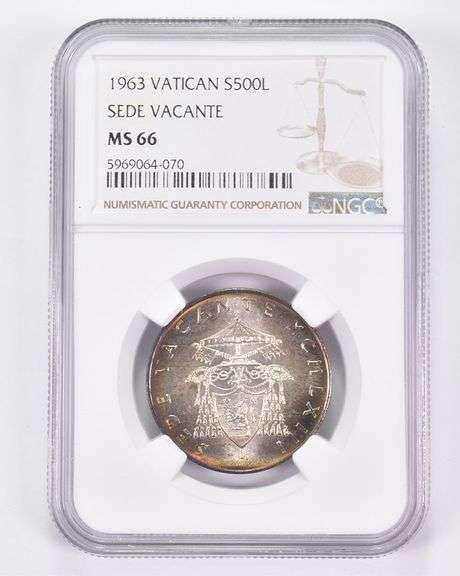 1963 VATICAN S500L
SEDE VACANTE
MS 66
5969064-070
NUMISMATIC GUARANTY CORPORATION
NGC
SEDE VACANTE MCMLXIII